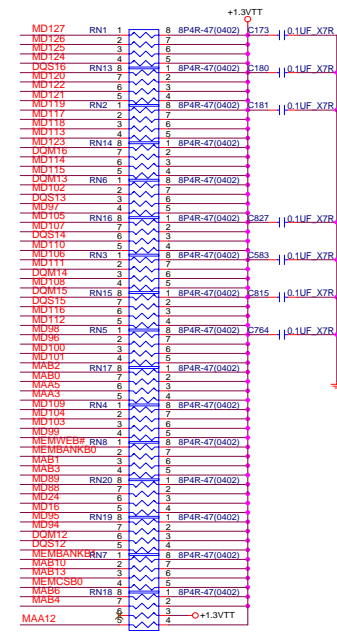 +1.3VTT
MD127 RN1 1 8 8P4R-47(0402) C173 0.1UF_X7R
MD126 2 7
MD125 3 6
MD124 4 5
DQS16 RN13 8 1 8P4R-47(0402) C180 0.1UF_X7R
MD120 7 2
MD122 6 3
MD121 5 4
MD119 RN2 1 8 8P4R-47(0402) C181 0.1UF_X7R
MD117 2 7
MD118 3 6
MD113 4 5
MD123 RN14 8 1 8P4R-47(0402)
DQM16 7 2
MD114 6 3
MD115 5 4
DQM13 RN6 1 8 8P4R-47(0402)
MD102 2 7
DQS13 3 6
MD97 4 5
MD105 RN16 8 1 8P4R-47(0402) C827 0.1UF_X7R
MD107 7 2
DQS14 6 3
MD110 5 4
MD106 RN3 1 8 8P4R-47(0402) C583 0.1UF_X7R
MD111 2 7
DQM14 3 6
MD108 4 5
DQM15 RN15 8 1 8P4R-47(0402) C815 0.1UF_X7R
DQS15 7 2
MD116 6 3
MD112 5 4
MD98 RN5 1 8 8P4R-47(0402) C764 0.1UF_X7R
MD96 2 7
MD100 3 6
MD101 4 5
MAB2 RN17 8 1 8P4R-47(0402)
MAB0 7 2
MAA5 6 3
MAA3 5 4
MD109 RN4 1 8 8P4R-47(0402)
MD104 2 7
MD103 3 6
MD99 4 5
MEMWEB# RN8 1 8 8P4R-47(0402)
MEMBANKB0 2 7
MAB1 3 6
MAB3 4 5
MD89 RN20 8 1 8P4R-47(0402)
MD88 7 2
MD24 6 3
MD16 5 4
MD95 RN19 8 1 8P4R-47(0402)
MD94 7 2
DQM12 6 3
DQS12 5 4
MEMBANKB1 RN7 1 8 8P4R-47(0402)
MAB10 2 7
MAB13 3 6
MEMCSB0 4 5
MAB6 RN18 8 1 8P4R-47(0402)
MAB4 7 2
6 3 +1.3VTT
MAA12 5 4